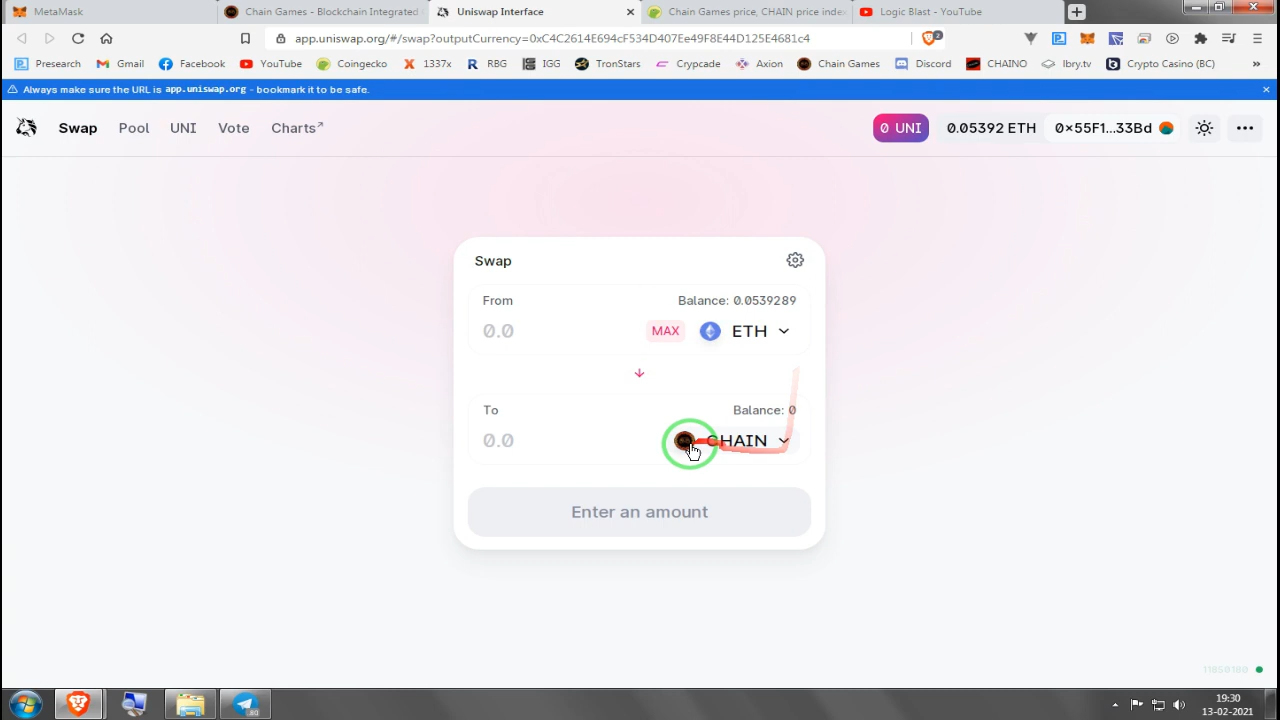 MetaMask
Chain Games - Blockchain Integrated
Uniswap Interface
Chain Games price, CHAIN price inde
Logic Blast - YouTube
app.uniswap.org/#/swap?outputCurrency=0xC4C2614E694cF534D407Ee49F8E44D125E4681c4
2
Presearch
Gmail
Facebook
YouTube
Coingecko
1337x
RBG
IGG
TronStars
Crypcade
Axion
Chain Games
Discord
CHAINO
lbry.tv
Crypto Casino (BC)
»
Always make sure the URL is app.uniswap.org - bookmark it to be safe.
Swap
Pool
UNI
Vote
Charts↗
0 UNI
0.05392 ETH
0×55F1...33Bd
Swap
From
Balance: 0.0539289
0.0
MAX
ETH
To
Balance: 0
0.0
CHAIN
Enter an amount
11850180
19:30
13-02-2021